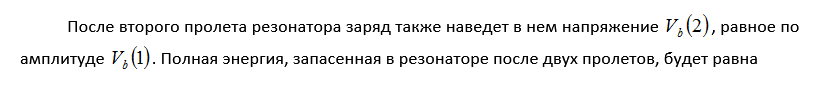 После второго пролета резонатора заряд также наведет в нем напряжение V_b(2), равное по
амплитуде V_b(1). Полная энергия, запасенная в резонаторе после двух пролетов, будет равна